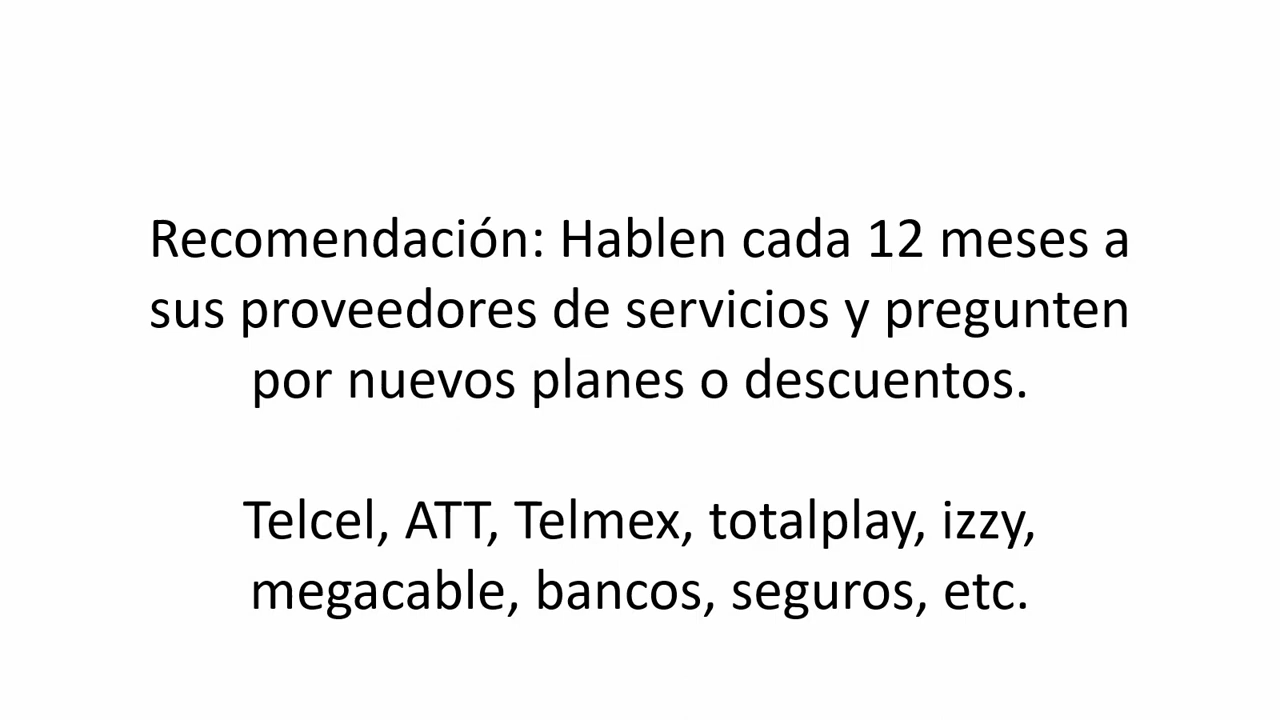 Recomendación: Hablen cada 12 meses a
sus proveedores de servicios y pregunten
por nuevos planes o descuentos.
Telcel, ATT, Telmex, totalplay, izzy,
megacable, bancos, seguros, etc.